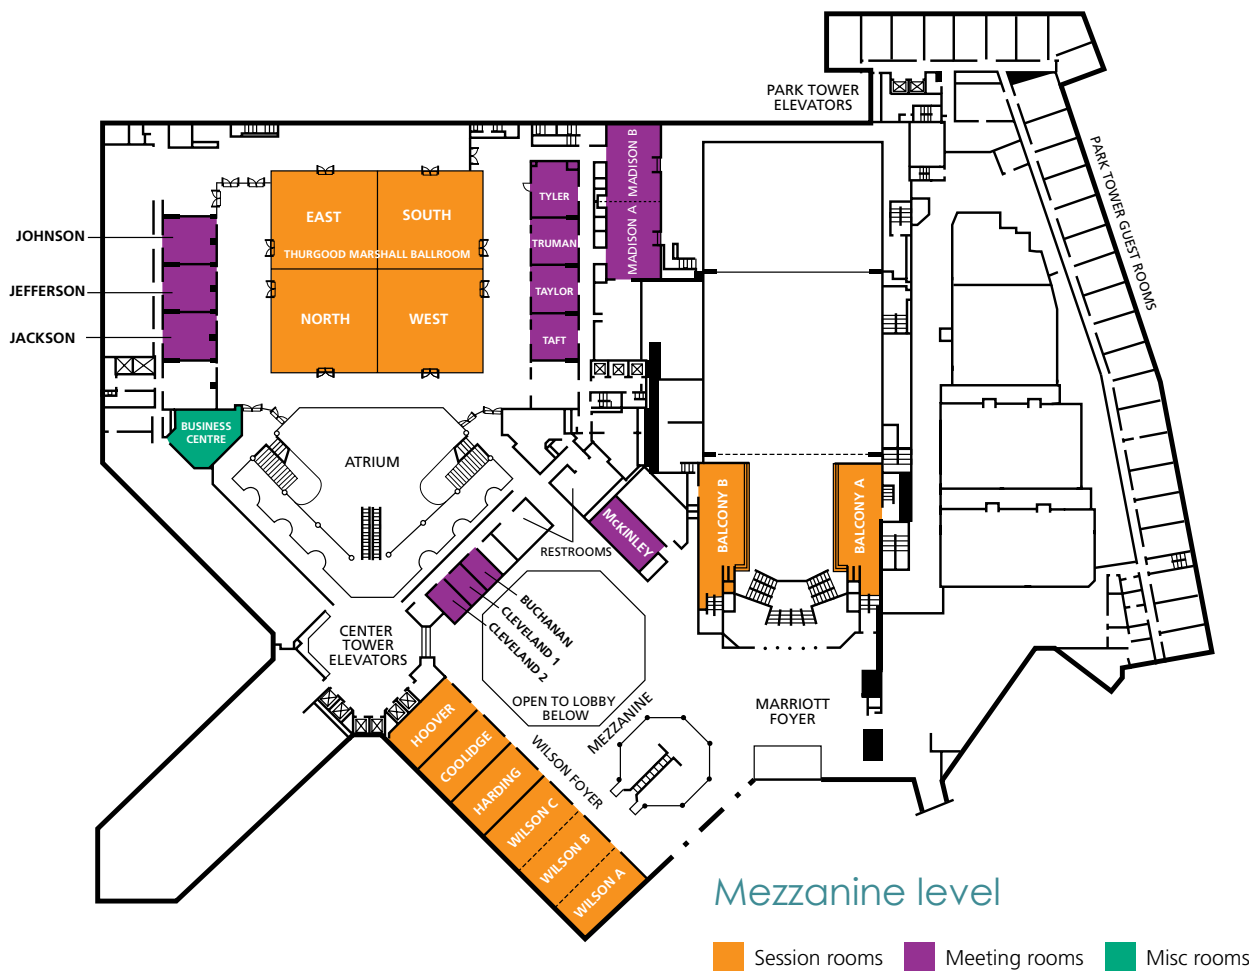 PARK TOWER
ELEVATORS
PARK TOWER GUEST ROOMS
MADISON B
MADISON A
TYLER
TRUMAN
TAYLOR
TAFT
EAST
SOUTH
THURGOOD MARSHALL BALLROOM
NORTH
WEST
JOHNSON
JEFFERSON
JACKSON
BUSINESS
CENTRE
ATRIUM
RESTROOMS
McKINLEY
BALCONY B
BALCONY A
BUCHANAN
CLEVELAND 1
CLEVELAND 2
CENTER
TOWER
ELEVATORS
OPEN TO LOBBY
BELOW
MEZZANINE
MARRIOTT
FOYER
WILSON FOYER
HOOVER
COOLIDGE
HARDING
WILSON C
WILSON B
WILSON A
Mezzanine level
Session rooms
Meeting rooms
Misc rooms